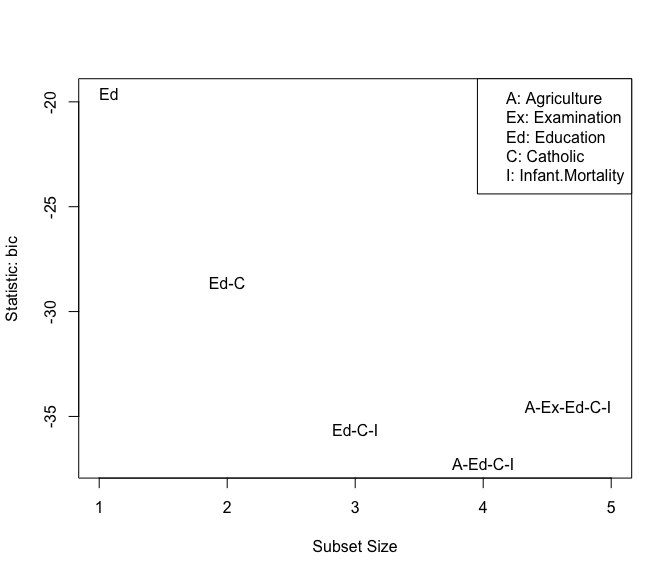 -20
-25
-30
-35
Statistic: bic
Ed
Ed-C
Ed-C-I
A-Ed-C-I
A-Ex-Ed-C-I
A: Agriculture
Ex: Examination
Ed: Education
C: Catholic
I: Infant.Mortality
1 2 3 4 5
Subset Size